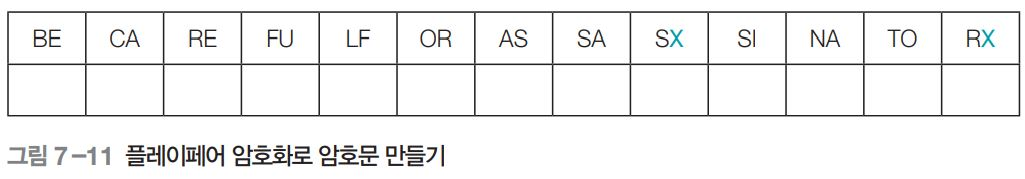 BE CA RE FU LF OR AS SA SX SI NA TO RX
그림 7-11 플레이페어 암호화로 암호문 만들기